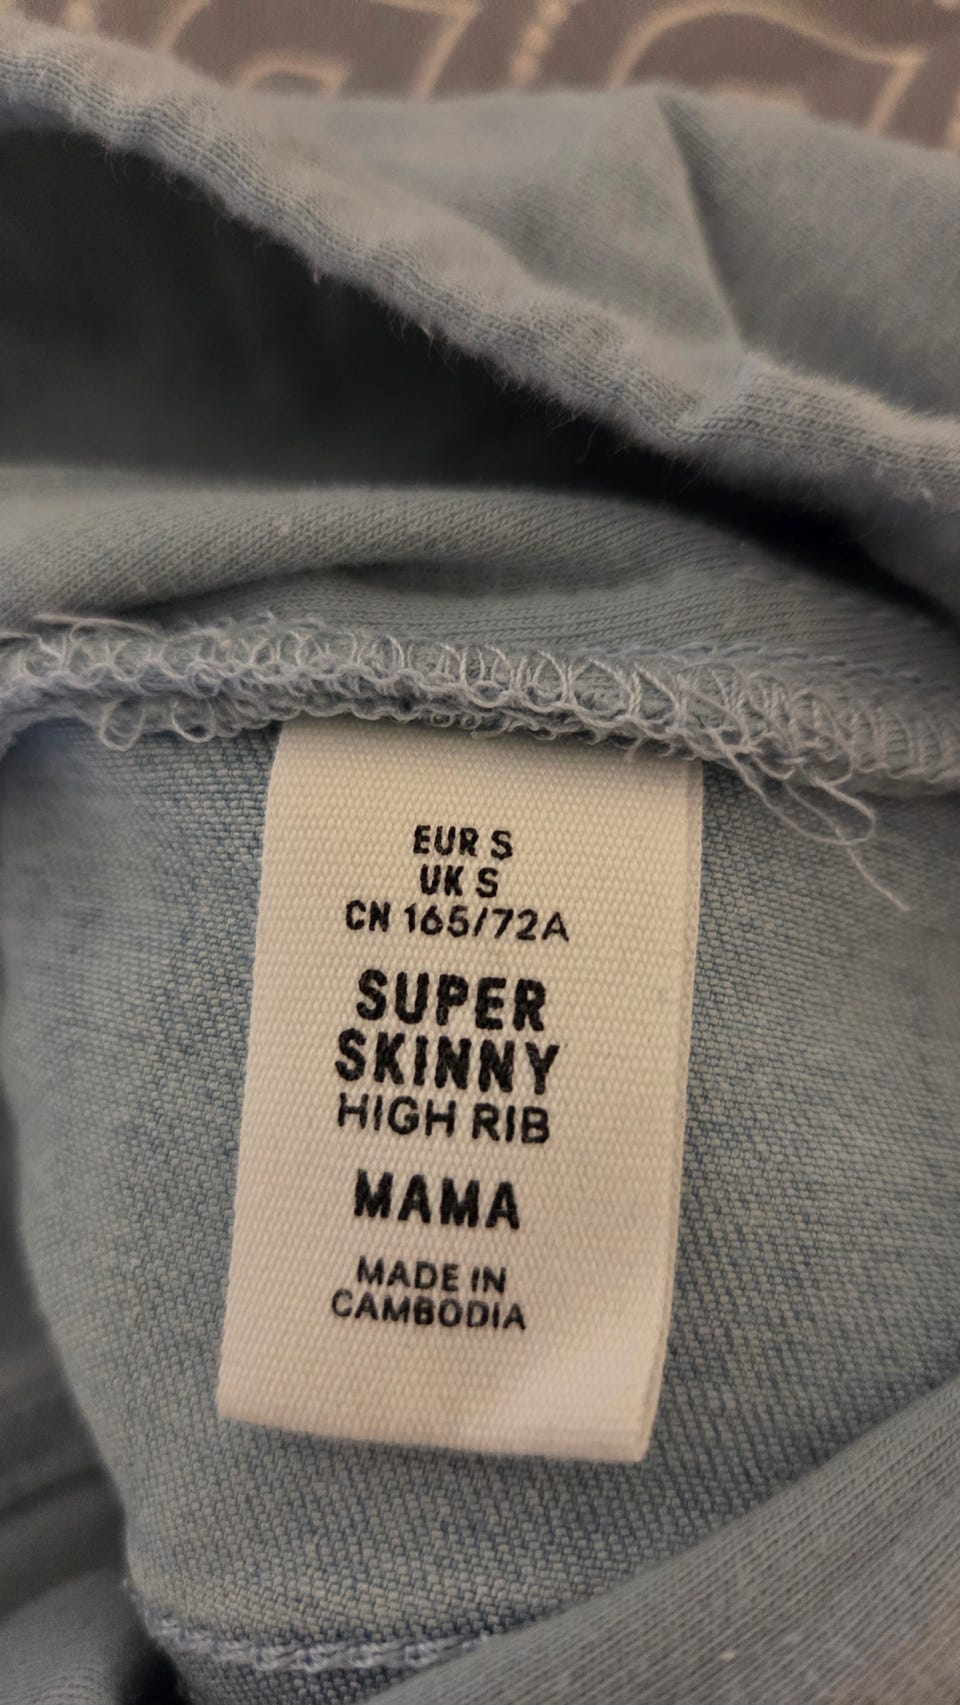 EUR S
UK S
CN 165/72A
SUPER
SKINNY
HIGH RIB
MAMA
MADE IN
CAMBODIA